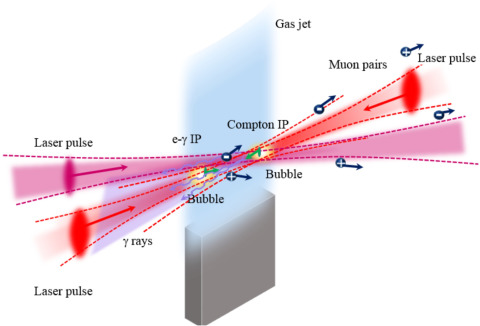 Gas jet
Muon pairs
Laser pulse
Compton IP
e-γ IP
Laser pulse
Bubble
Bubble
γ rays
Laser pulse